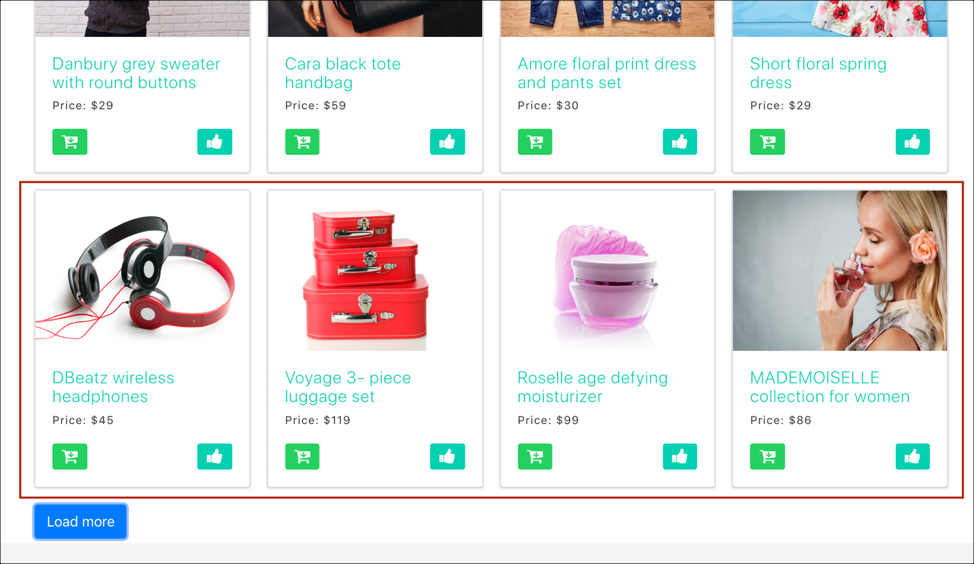 Danbury grey sweater
with round buttons
Price: $29
Cara black tote
handbag
Price: $59
Amore floral print dress
and pants set
Price: $30
Short floral spring
dress
Price: $29
DBeatz wireless
headphones
Price: $45
Voyage 3- piece
luggage set
Price: $119
Roselle age defying
moisturizer
Price: $99
MADEMOISELLE
collection for women
Price: $86
Load more